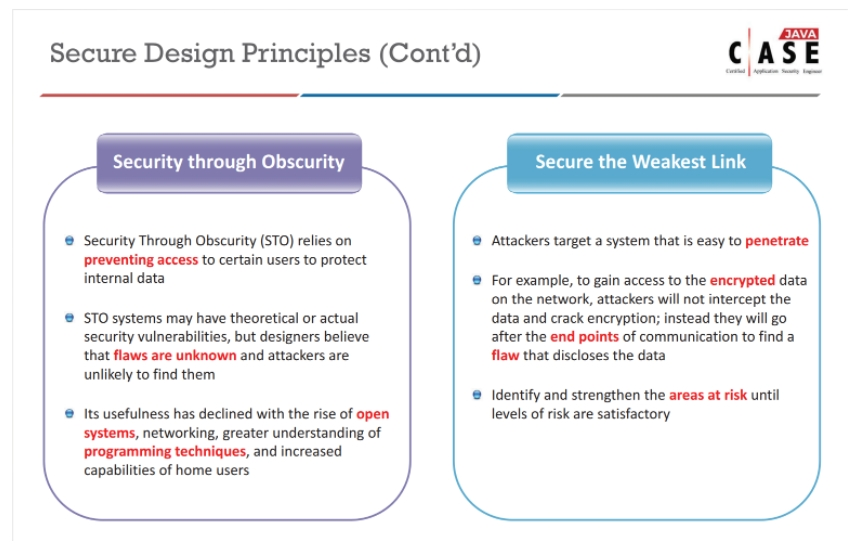 Secure Design Principles (Cont’d)
JAVA
CASE
Certified Application Security Engineer
Security through Obscurity
Security Through Obscurity (STO) relies on
preventing access to certain users to protect
internal data
STO systems may have theoretical or actual
security vulnerabilities, but designers believe
that flaws are unknown and attackers are
unlikely to find them
Its usefulness has declined with the rise of open
systems, networking, greater understanding of
programming techniques, and increased
capabilities of home users
Secure the Weakest Link
Attackers target a system that is easy to penetrate
For example, to gain access to the encrypted data
on the network, attackers will not intercept the
data and crack encryption; instead they will go
after the end points of communication to find a
flaw that discloses the data
Identify and strengthen the areas at risk until
levels of risk are satisfactory